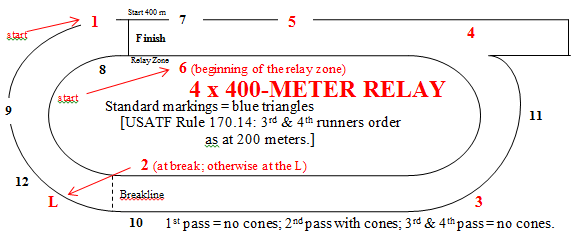 Start 400 m
1 7 5
start
Finish
4
Relay Zone
8 6 (beginning of the relay zone)
4 x 400-METER RELAY
start
Standard markings = blue triangles
9
[USATF Rule 170.14: 3rd & 4th runners order
11
as at 200 meters.]
2 (at break; otherwise at the L)
12
Breakline
L 3
10 1st pass = no cones; 2nd pass with cones; 3rd & 4th pass = no cones.